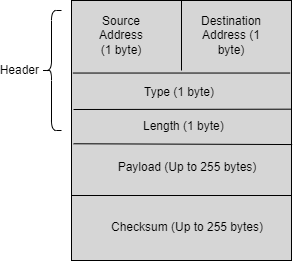 Source
Address
(1 byte)
Destination
Address (1
byte)
Header
Type (1 byte)
Length (1 byte)
Payload (Up to 255 bytes)
Checksum (Up to 255 bytes)